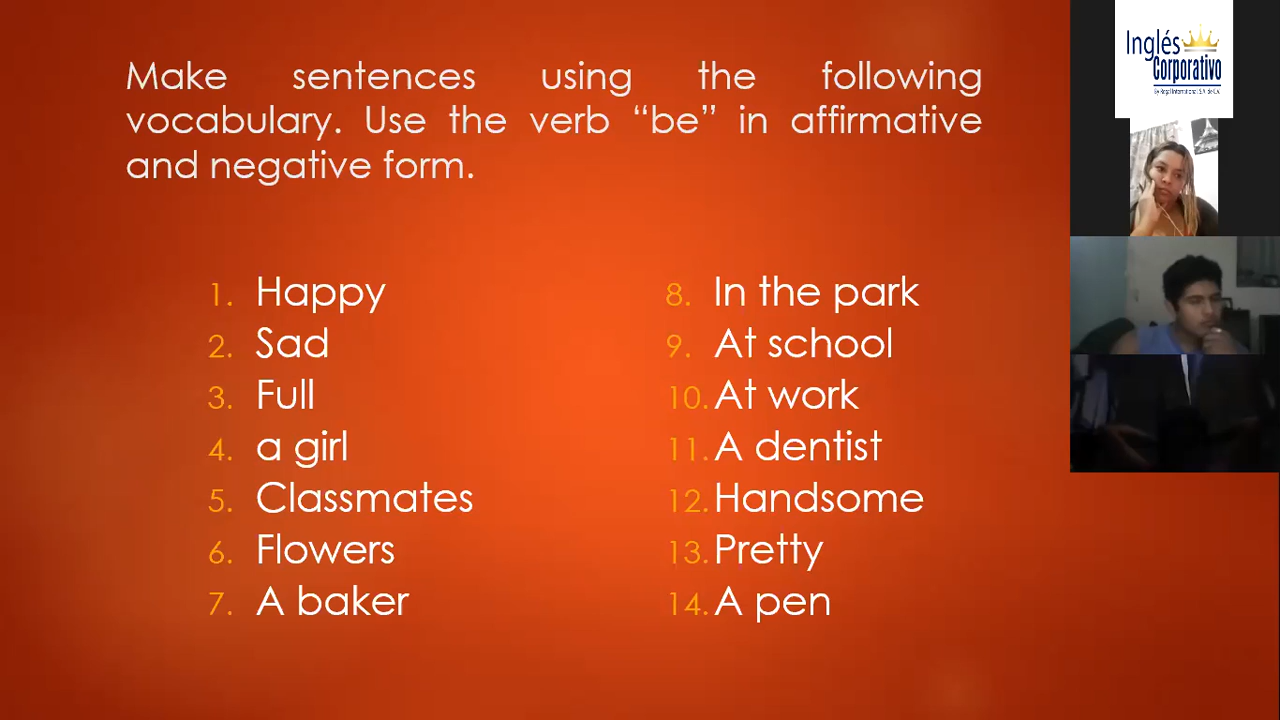 Make sentences using the following
vocabulary. Use the verb “be” in affirmative
and negative form.
1. Happy
2. Sad
3. Full
4. a girl
5. Classmates
6. Flowers
7. A baker
8. In the park
9. At school
10. At work
11. A dentist
12. Handsome
13. Pretty
14. A pen
Inglés
Corporativo